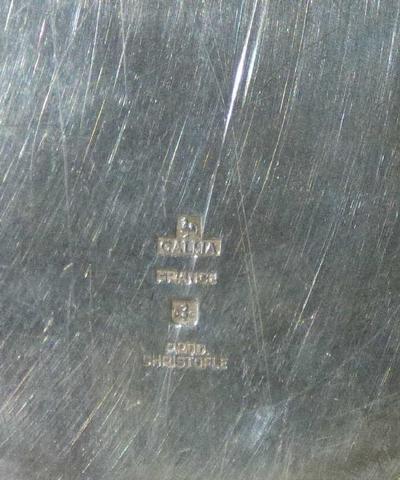 GALLIA
FRANCE
PROD.
CHRISTOFLE